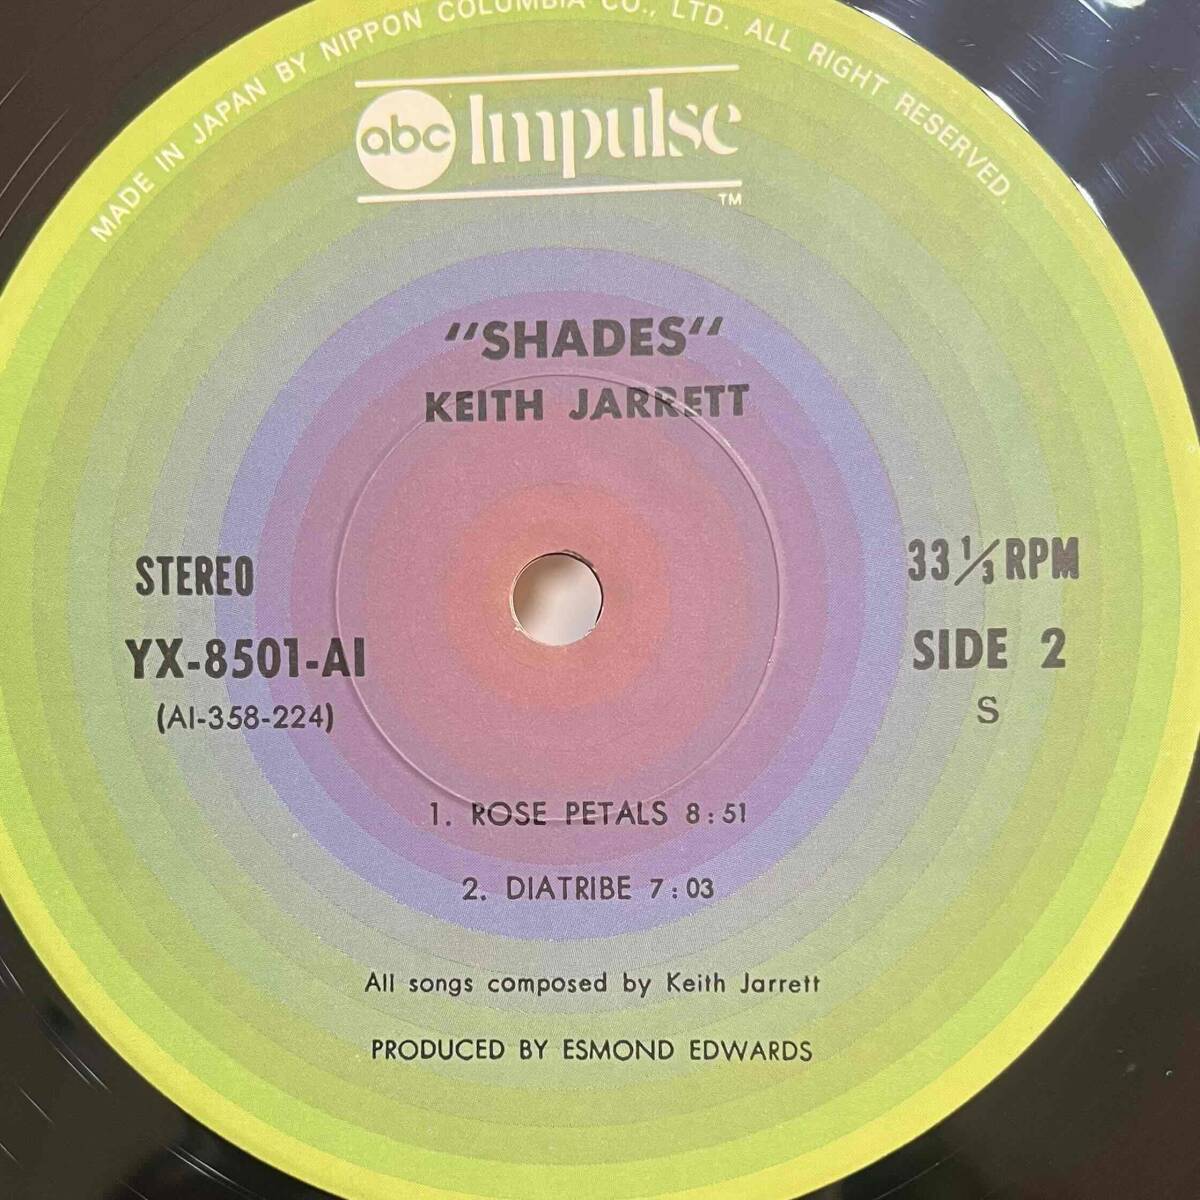 MADE IN JAPAN BY NIPPON COLUMBIA CO., LTD. ALL RIGHT RESERVED.
abc Impulse
TM
"SHADES"
KEITH JARRETT
STEREO
33 1/3 RPM
YX-8501-AI
SIDE 2
(AI-358-224)
S
1. ROSE PETALS 8:51
2. DIATRIBE 7:03
All songs composed by Keith Jarrett
PRODUCED BY ESMOND EDWARDS